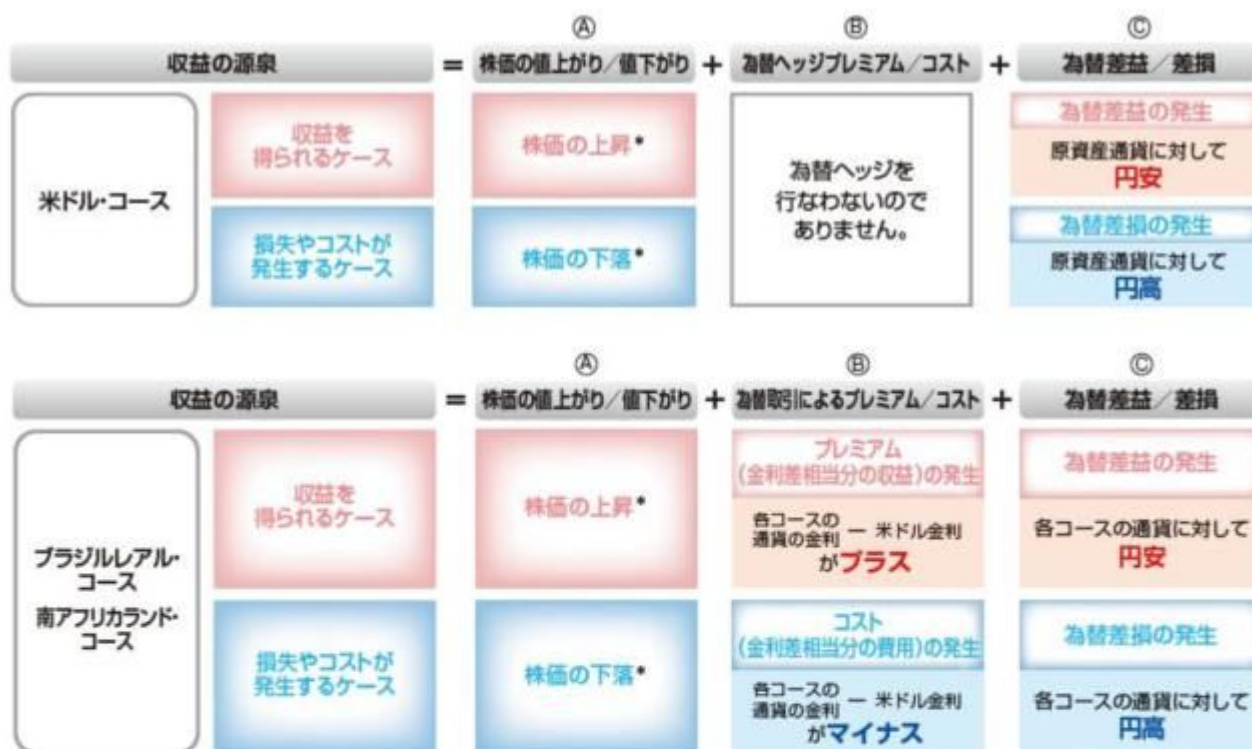 Ⓐ Ⓑ Ⓒ
収益の源泉 = 株価の値上がり/値下がり + 為替ヘッジプレミアム/コスト + 為替差益/差損
米ドル・コース
収益を
得られるケース
株価の上昇*
損失やコストが
発生するケース
株価の下落*
為替ヘッジを
行なわないので
ありません。
為替差益の発生
原資産通貨に対して
円安
為替差損の発生
原資産通貨に対して
円高
Ⓐ Ⓑ Ⓒ
収益の源泉 = 株価の値上がり/値下がり + 為替取引によるプレミアム/コスト + 為替差益/差損
ブラジルレアル・
コース
南アフリカランド・
コース
収益を
得られるケース
株価の上昇*
プレミアム
(金利差相当分の収益)の発生
各コースの
通貨の金利 ー 米ドル金利
がプラス
為替差益の発生
各コースの通貨に対して
円安
損失やコストが
発生するケース
株価の下落*
コスト
(金利差相当分の費用)の発生
各コースの
通貨の金利 ー 米ドル金利
がマイナス
為替差損の発生
各コースの通貨に対して
円高